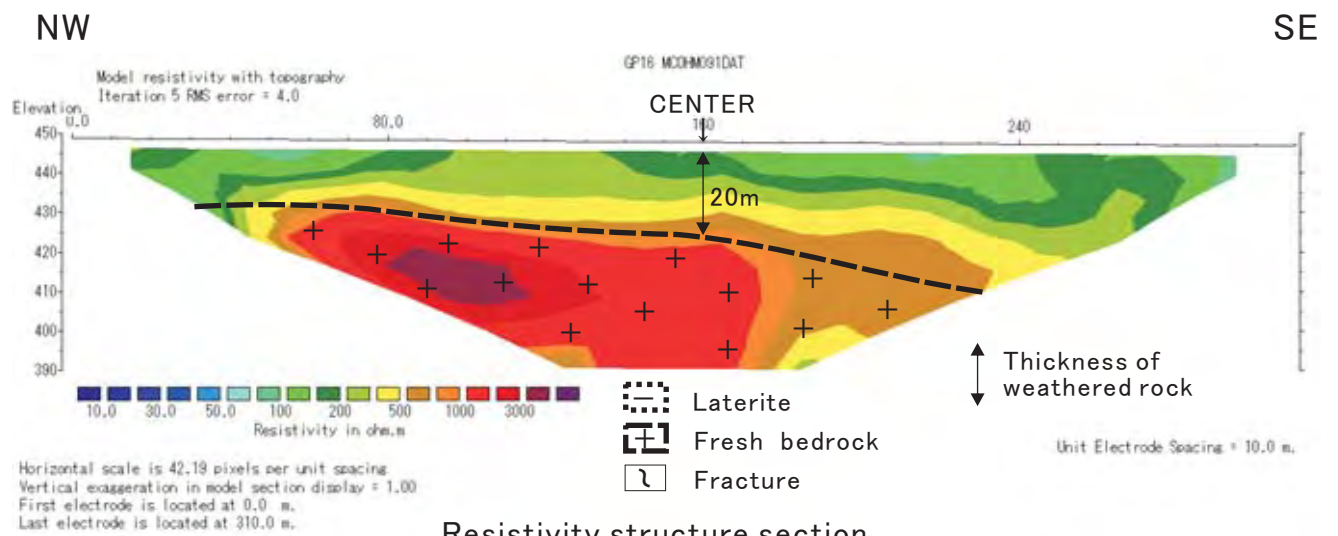 NW
SE
GP16 MCOHM091DAT
Model resistivity with topography
Iteration 5 RMS error = 4.0
CENTER
Elevation
0.0
80.0
160
240
450
440
430
420
410
400
390
20m
10.0 30.0 50.0 100 200 500 1000 3000
Resistivity in ohm.m
Thickness of
weathered rock
Laterite
Fresh bedrock
Fracture
Unit Electrode Spacing = 10.0 m.
Horizontal scale is 42.19 pixels per unit spacing
Vertical exaggeration in model section display = 1.00
First electrode is located at 0.0 m.
Last electrode is located at 310.0 m.
Resistivity structure section